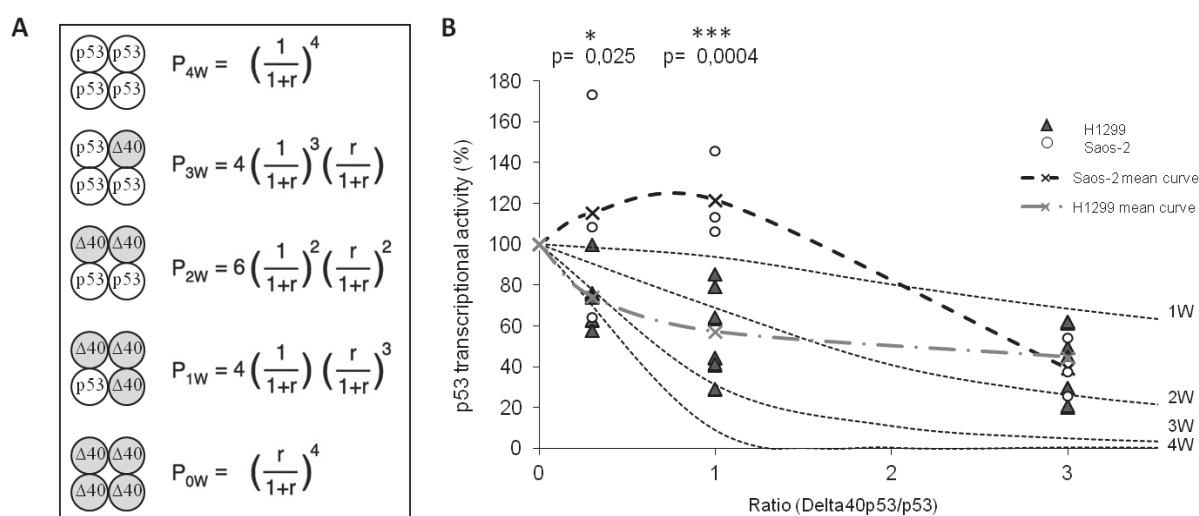 A
p53 p53
p53 p53
P4W = (1/1+r)^4
p53 Δ40
p53 p53
P3W = 4 (1/1+r)^3 (r/1+r)
Δ40 Δ40
p53 p53
P2W = 6 (1/1+r)^2 (r/1+r)^2
Δ40 Δ40
p53 Δ40
P1W = 4 (1/1+r) (r/1+r)^3
Δ40 Δ40
Δ40 Δ40
P0W = (r/1+r)^4
B
* ***
p= 0,025 p= 0,0004
p53 transcriptional activity (%)
180
160
140
120
100
80
60
40
20
0
0 1 2 3
Ratio (Delta40p53/p53)
H1299
Saos-2
Saos-2 mean curve
H1299 mean curve
1W
2W
3W
4W